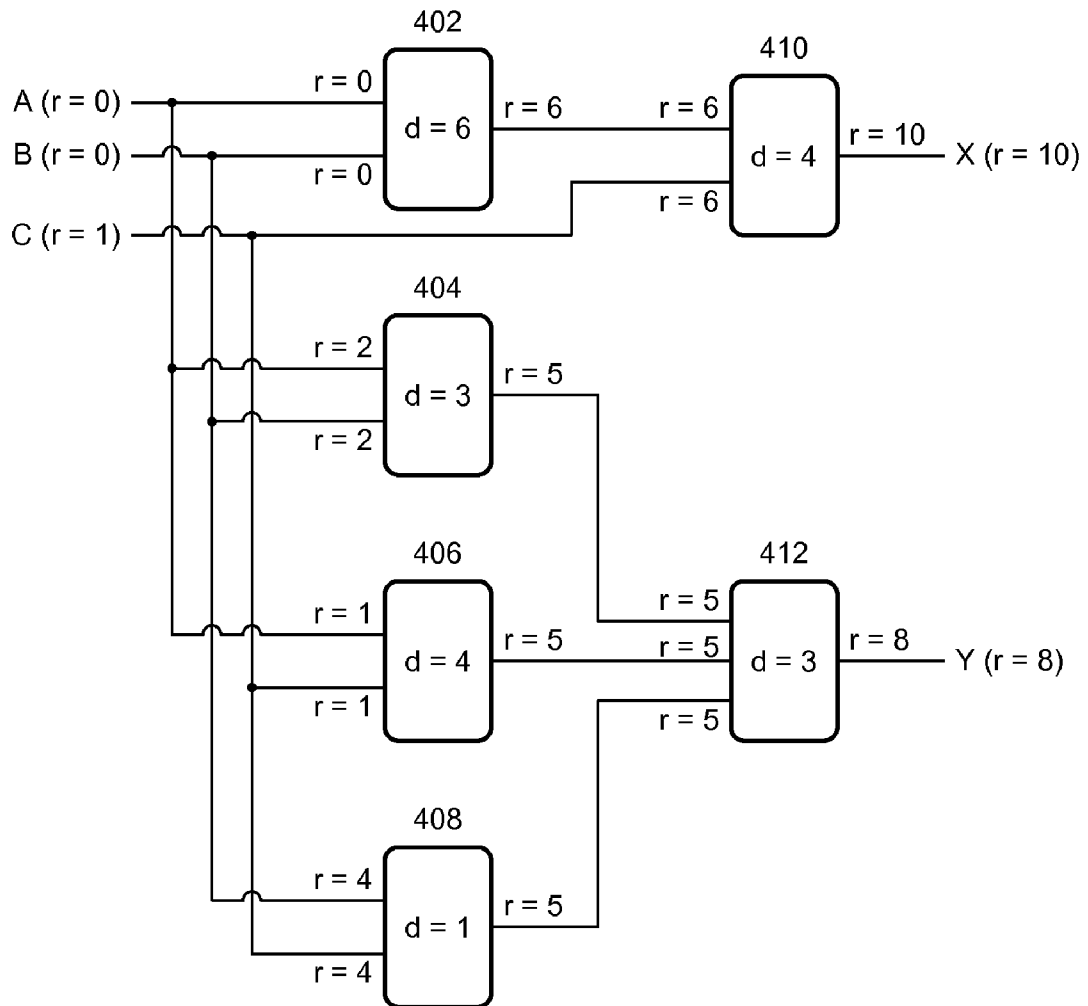 402
A (r = 0)
r = 0
d = 6
r = 6
B (r = 0)
r = 0
C (r = 1)
410
r = 6
d = 4
r = 10
X (r = 10)
r = 6
404
r = 2
d = 3
r = 5
r = 2
406
r = 1
d = 4
r = 5
r = 1
412
r = 5
r = 5
d = 3
r = 8
Y (r = 8)
r = 5
408
r = 4
d = 1
r = 5
r = 4